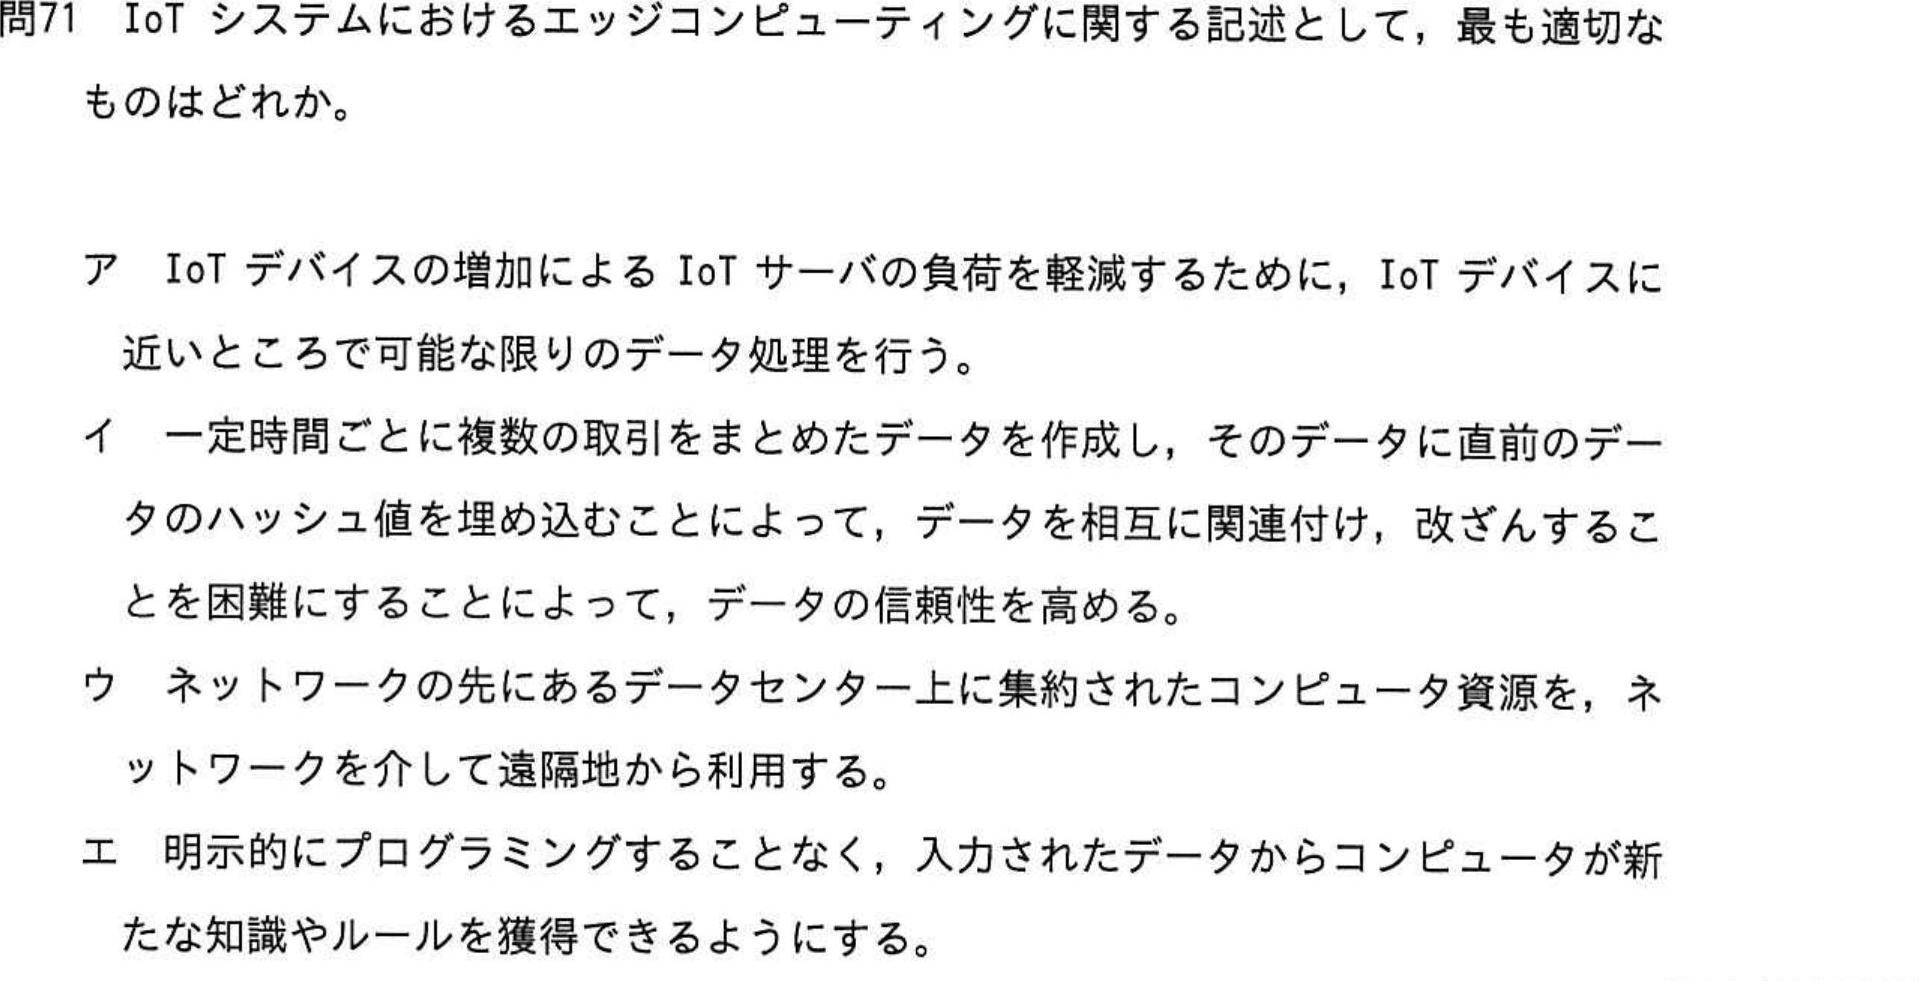 問71　IoT システムにおけるエッジコンピューティングに関する記述として，最も適切な
ものはどれか。
ア　IoT デバイスの増加による IoT サーバの負荷を軽減するために，IoT デバイスに
近いところで可能な限りのデータ処理を行う。
イ　一定時間ごとに複数の取引をまとめたデータを作成し，そのデータに直前のデー
タのハッシュ値を埋め込むことによって，データを相互に関連付け，改ざんするこ
とを困難にすることによって，データの信頼性を高める。
ウ　ネットワークの先にあるデータセンター上に集約されたコンピュータ資源を，ネ
ットワークを介して遠隔地から利用する。
エ　明示的にプログラミングすることなく，入力されたデータからコンピュータが新
たな知識やルールを獲得できるようにする。